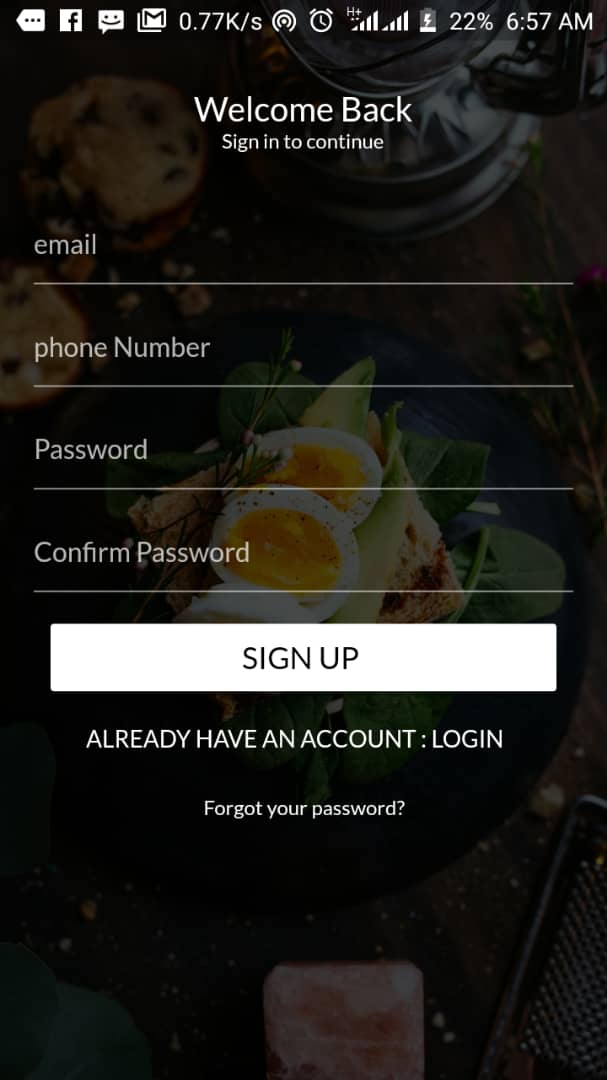 0.77K/s H+ 22% 6:57 AM
Welcome Back
Sign in to continue
email
phone Number
Password
Confirm Password
SIGN UP
ALREADY HAVE AN ACCOUNT : LOGIN
Forgot your password?